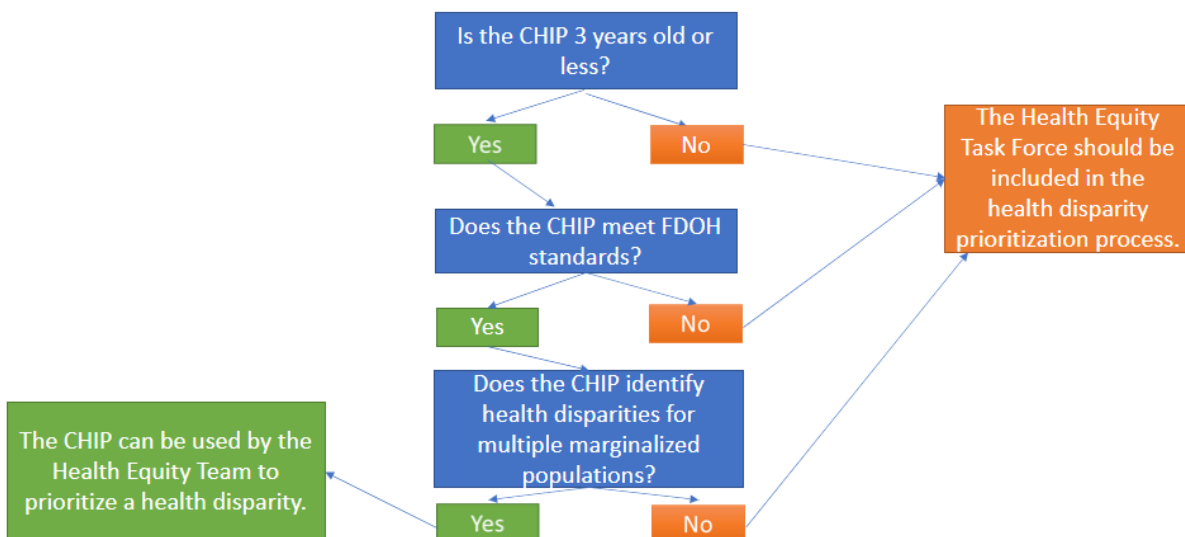 Is the CHIP 3 years old or
less?
Yes
No
The Health Equity
Task Force should be
included in the
health disparity
prioritization process.
Does the CHIP meet FDOH
standards?
Yes
No
Does the CHIP identify
health disparities for
multiple marginalized
populations?
The CHIP can be used by the
Health Equity Team to
prioritize a health disparity.
Yes
No